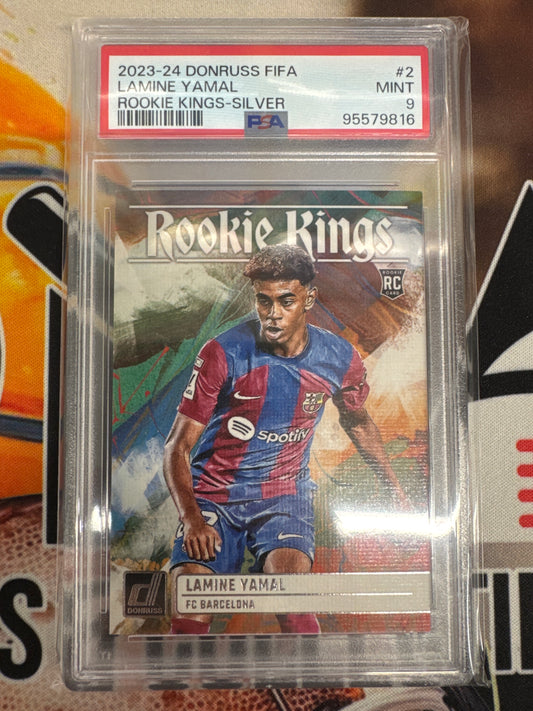 2023-24 DONRUSS FIFA #2
LAMINE YAMAL MINT
ROOKIE KINGS-SILVER 9
PSA 95579816
Rookie Kings
ROOKIE
RC
CARD
Spotify
DONRUSS
LAMINE YAMAL
FC BARCELONA